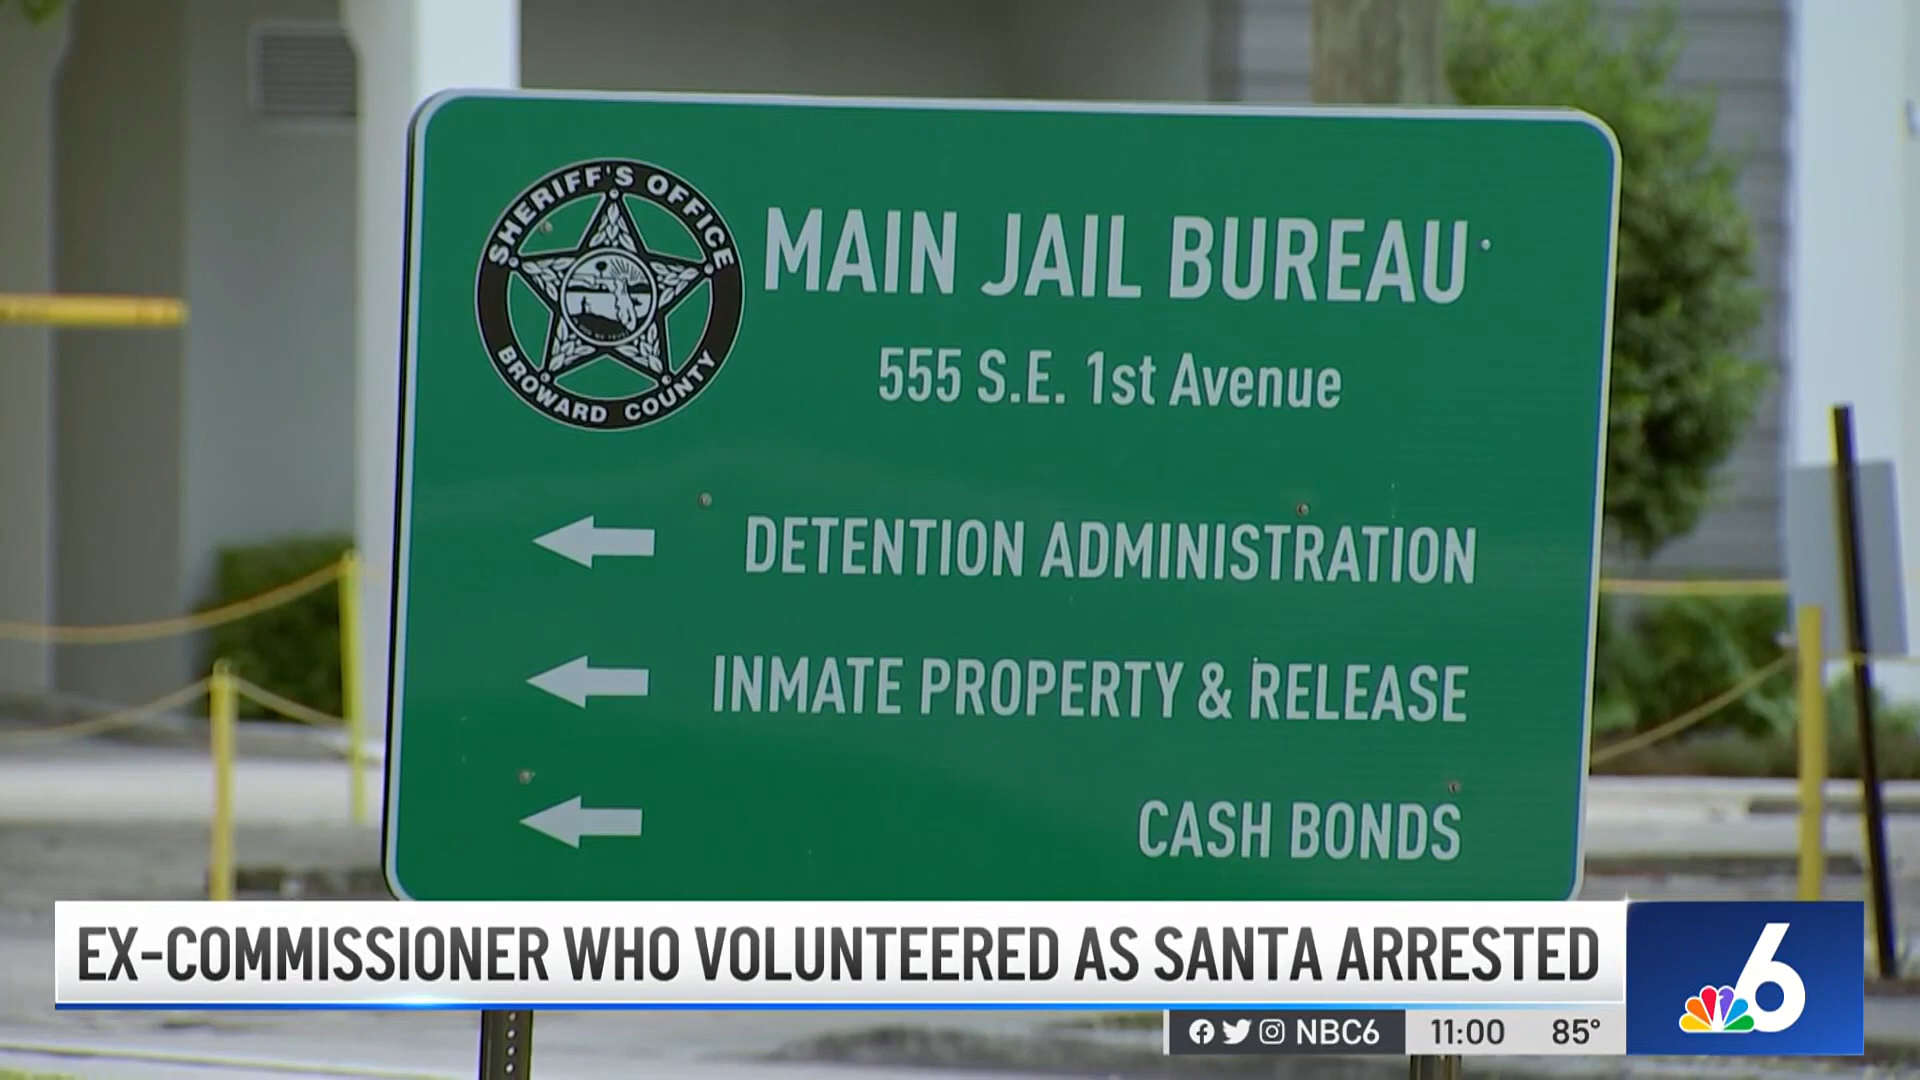 SHERIFF'S OFFICE
BROWARD COUNTY
MAIN JAIL BUREAU
555 S.E. 1st Avenue
DETENTION ADMINISTRATION
INMATE PROPERTY & RELEASE
CASH BONDS
EX-COMMISSIONER WHO VOLUNTEERED AS SANTA ARRESTED
6
NBC6 11:00 85°